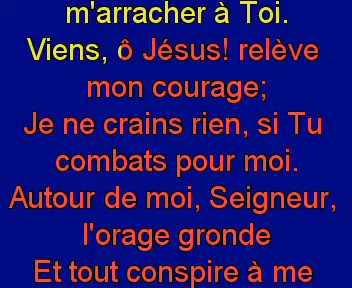 m'arracher à Toi.
Viens, ô Jésus! relève
mon courage;
Je ne crains rien, si Tu
combats pour moi.
Autour de moi, Seigneur,
l'orage gronde
Et tout conspire à me